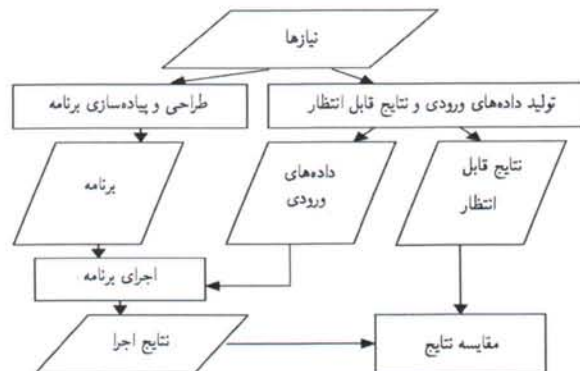 نیازها
تولید داده‌های ورودی و نتایج قابل انتظار
طراحی و پیاده‌سازی برنامه
نتایج قابل
انتظار
داده‌های
ورودی
برنامه
اجرای برنامه
مقایسه نتایج
نتایج اجرا